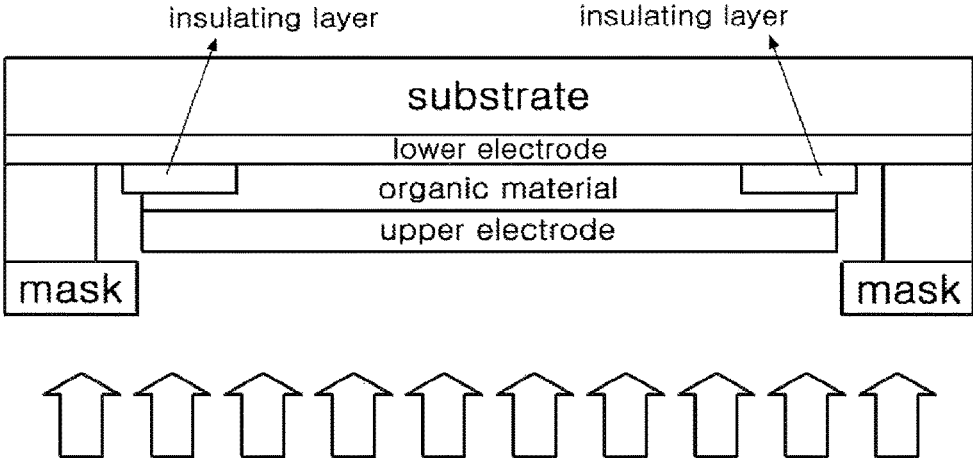 insulating layer
insulating layer
substrate
lower electrode
organic material
upper electrode
mask
mask